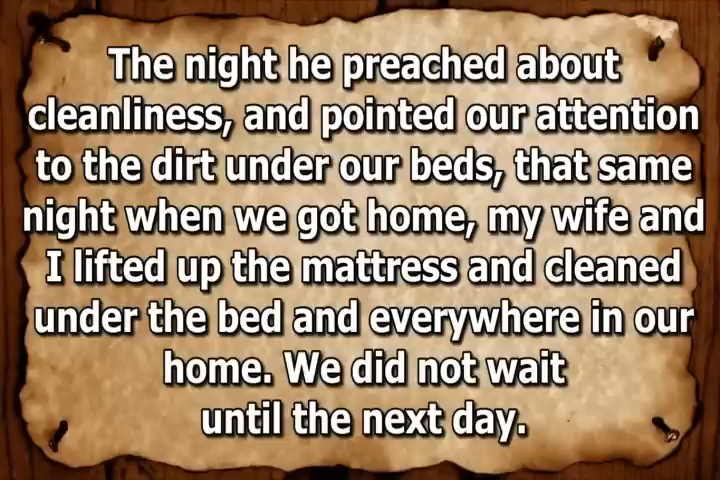 The night he preached about
cleanliness, and pointed our attention
to the dirt under our beds, that same
night when we got home, my wife and
I lifted up the mattress and cleaned
under the bed and everywhere in our
home. We did not wait
until the next day.